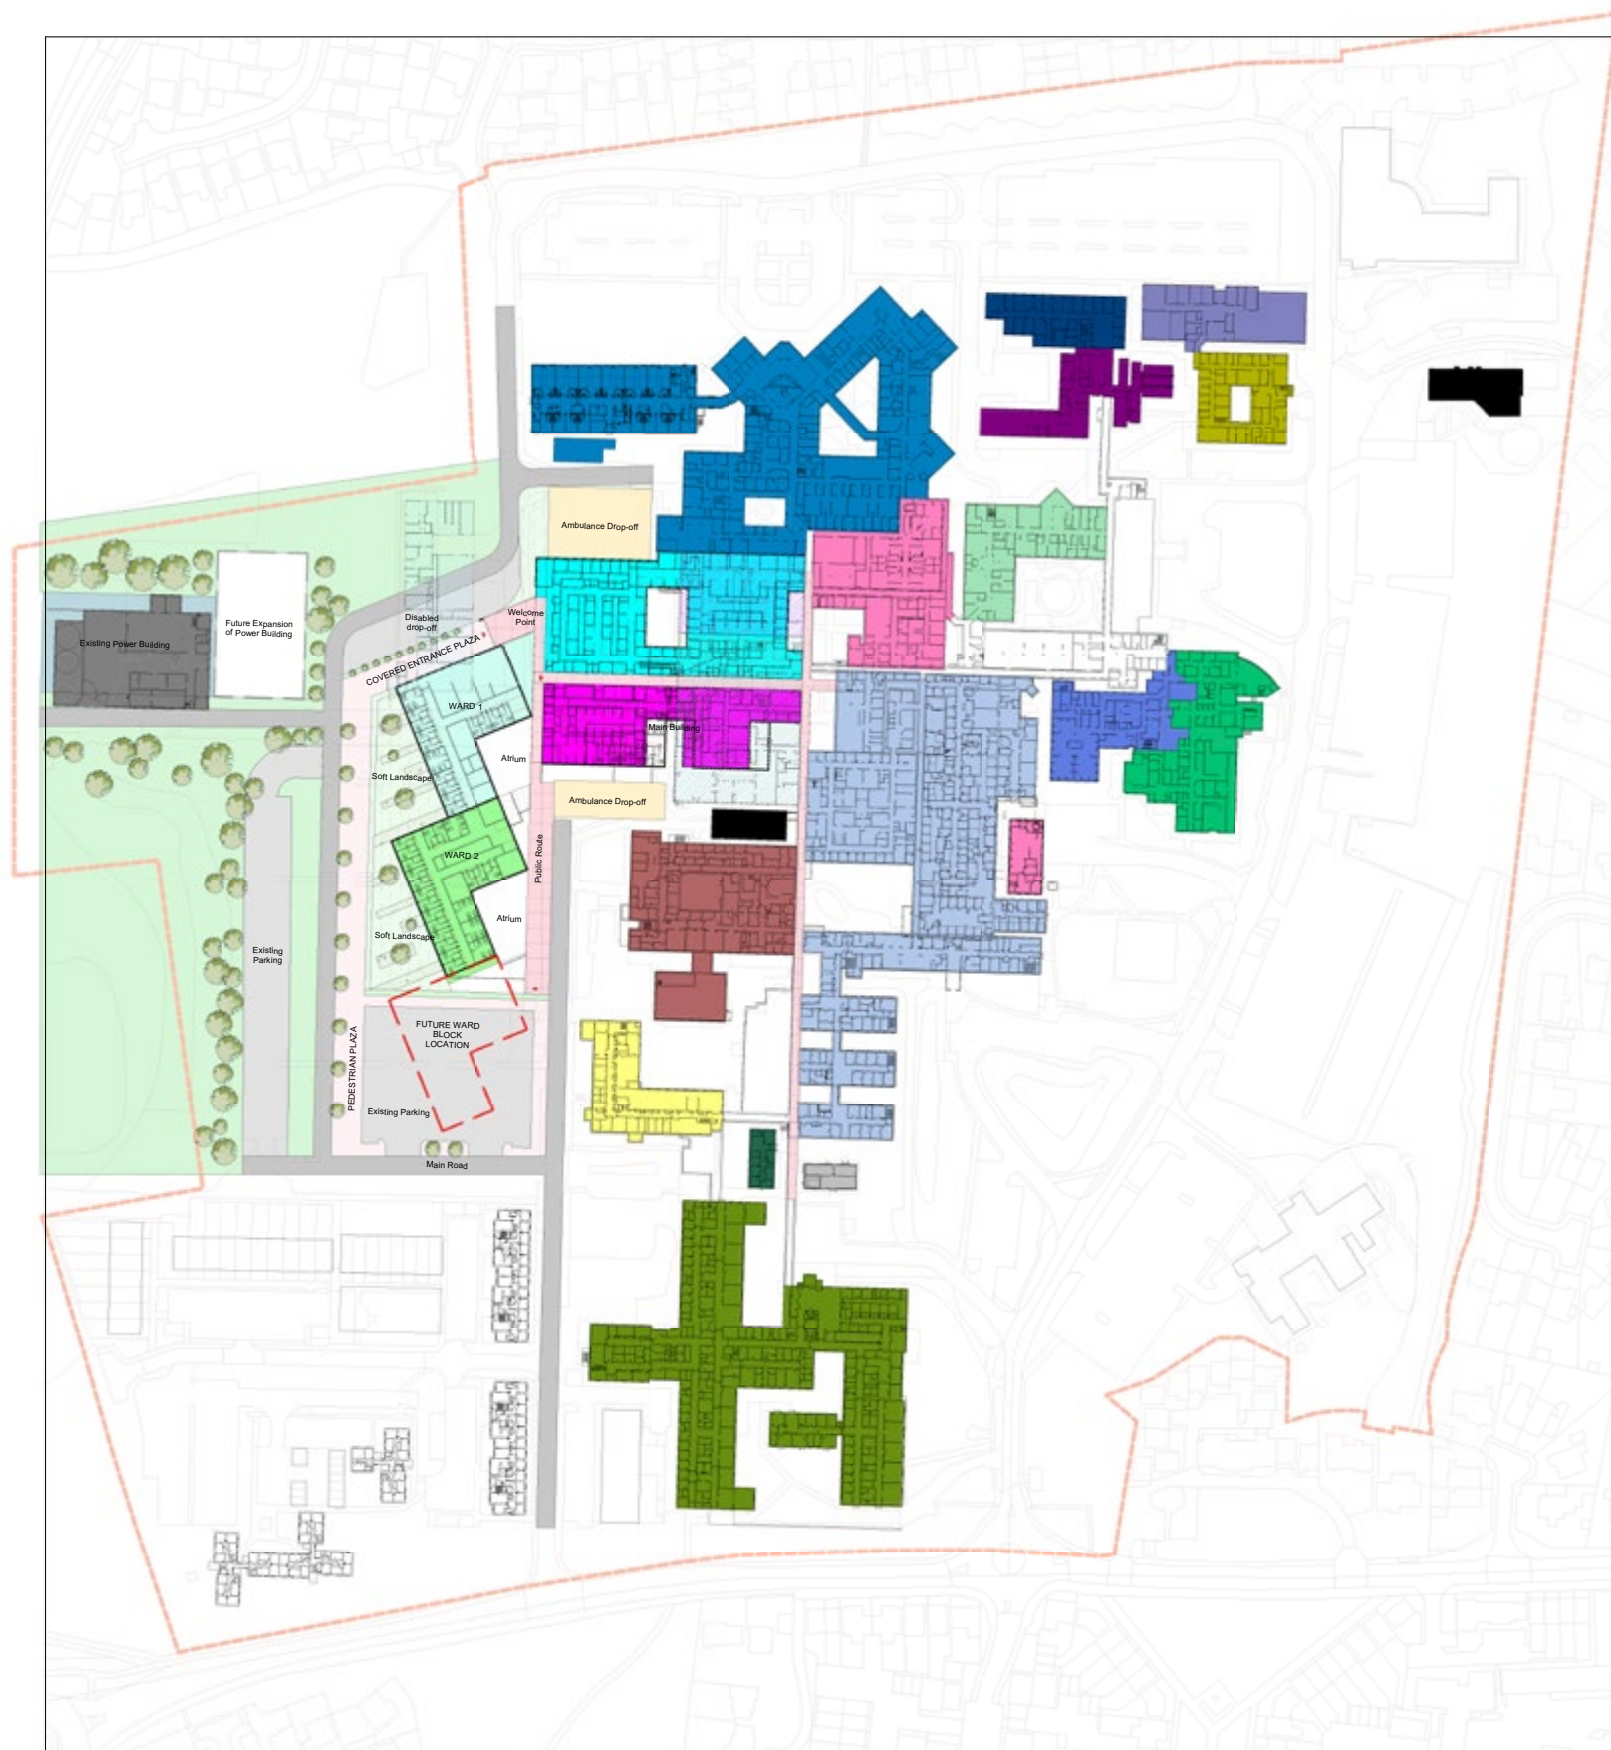 Ambulance Drop-off
Welcome
Point
Disabled
drop-off
Future Expansion
of Power Building
Existing Power Building
COVERED ENTRANCE PLAZA
WARD 1
Main Building
Atrium
Soft Landscape
Ambulance Drop-off
WARD 2
Public Route
Atrium
Soft Landscape
Existing
Parking
FUTURE WARD
BLOCK
LOCATION
PEDESTRIAN PLAZA
Existing Parking
Main Road